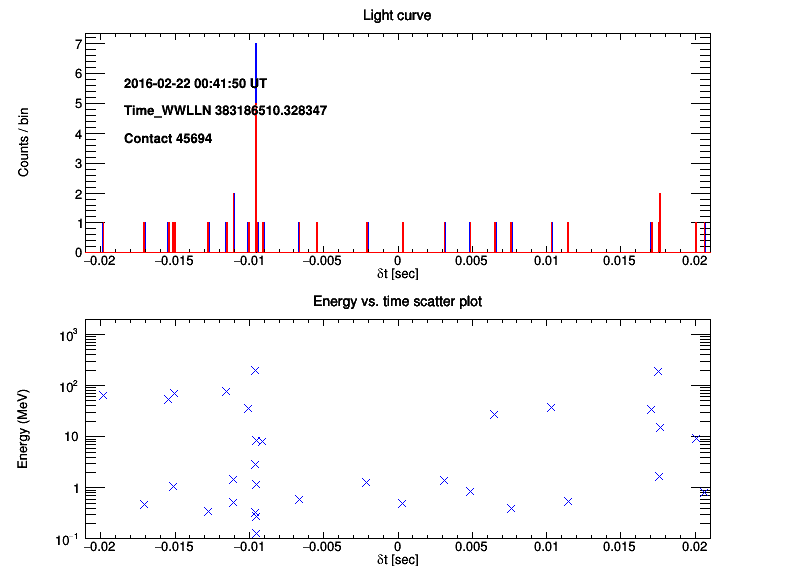 Light curve
7
6
5
4
3
2
1
0
Counts / bin
2016-02-22 00:41:50 UT
Time_WWLLN 383186510.328347
Contact 45694
−0.02 −0.015 −0.01 −0.005 0 0.005 0.01 0.015 0.02
δt [sec]
Energy vs. time scatter plot
10³
10²
10
1
10⁻¹
Energy (MeV)
−0.02 −0.015 −0.01 −0.005 0 0.005 0.01 0.015 0.02
δt [sec]